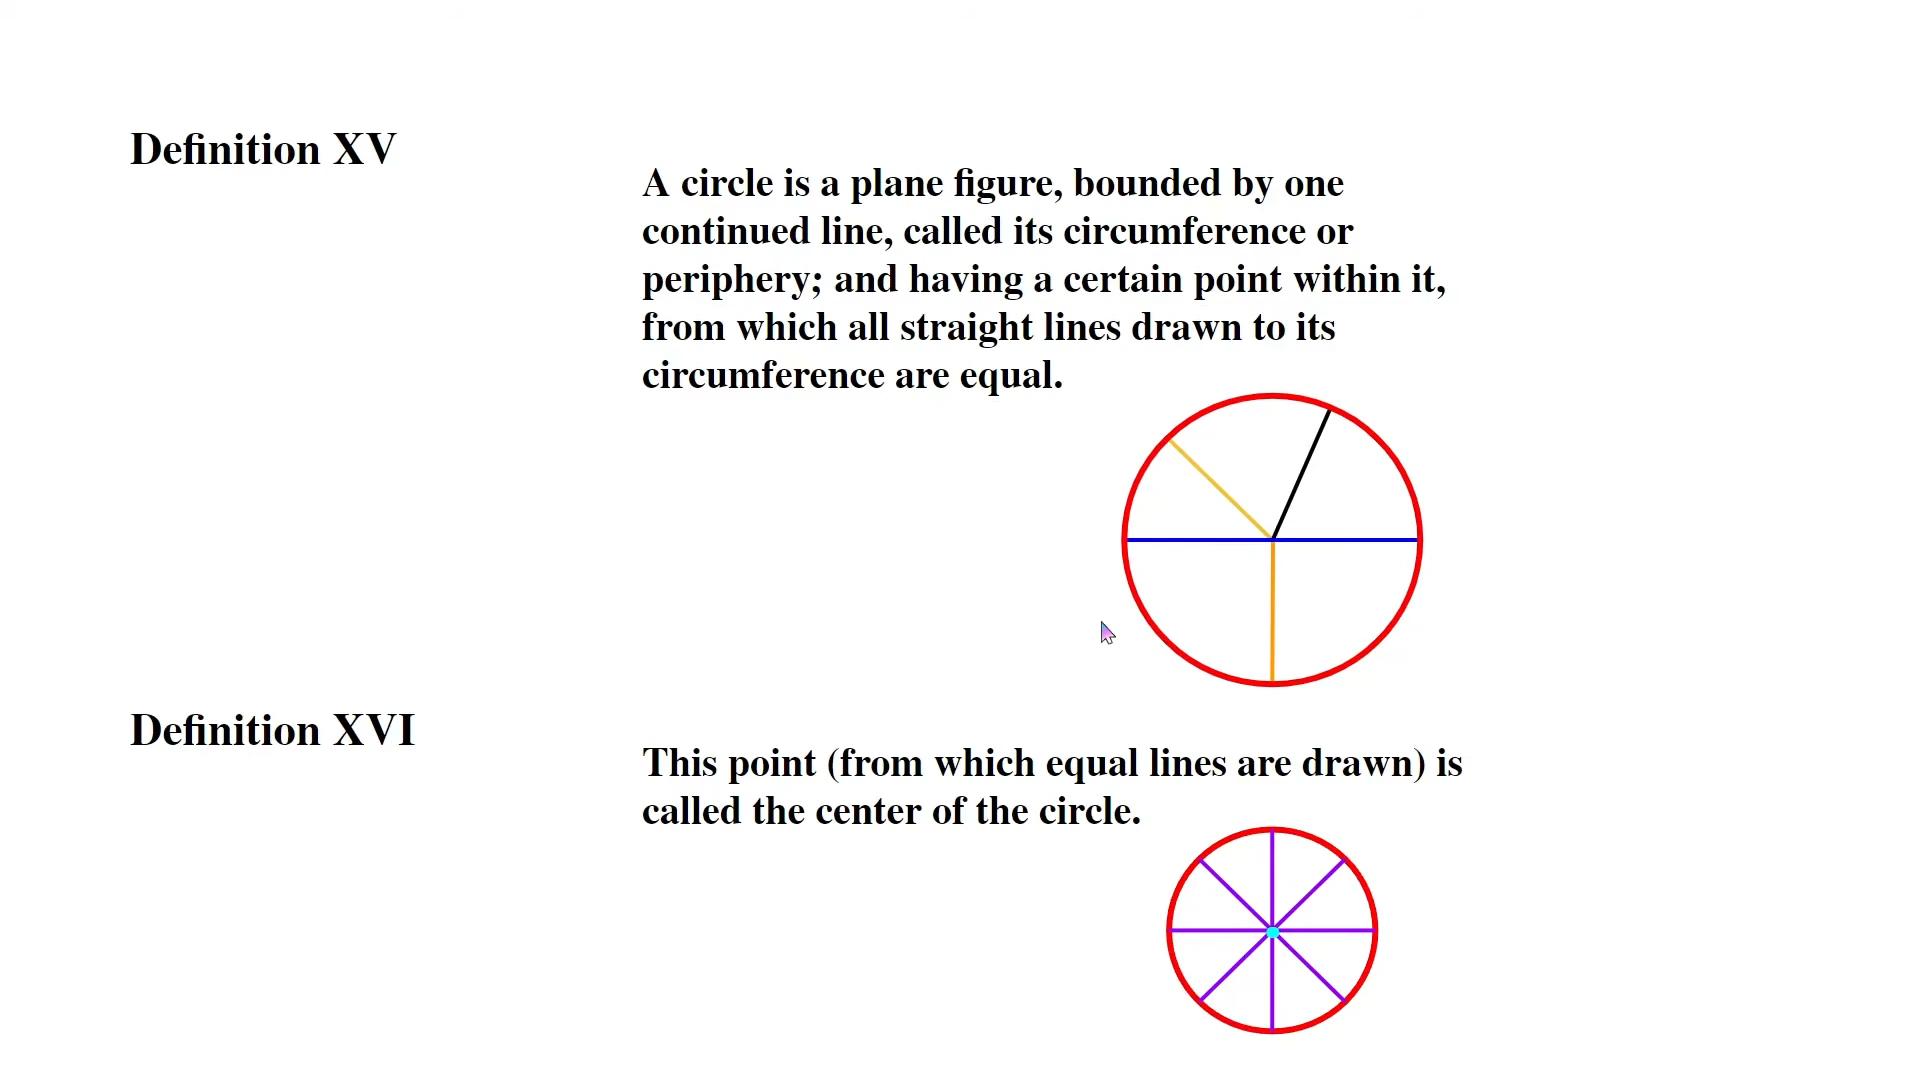 Definition XV
A circle is a plane figure, bounded by one
continued line, called its circumference or
periphery; and having a certain point within it,
from which all straight lines drawn to its
circumference are equal.
Definition XVI
This point (from which equal lines are drawn) is
called the center of the circle.